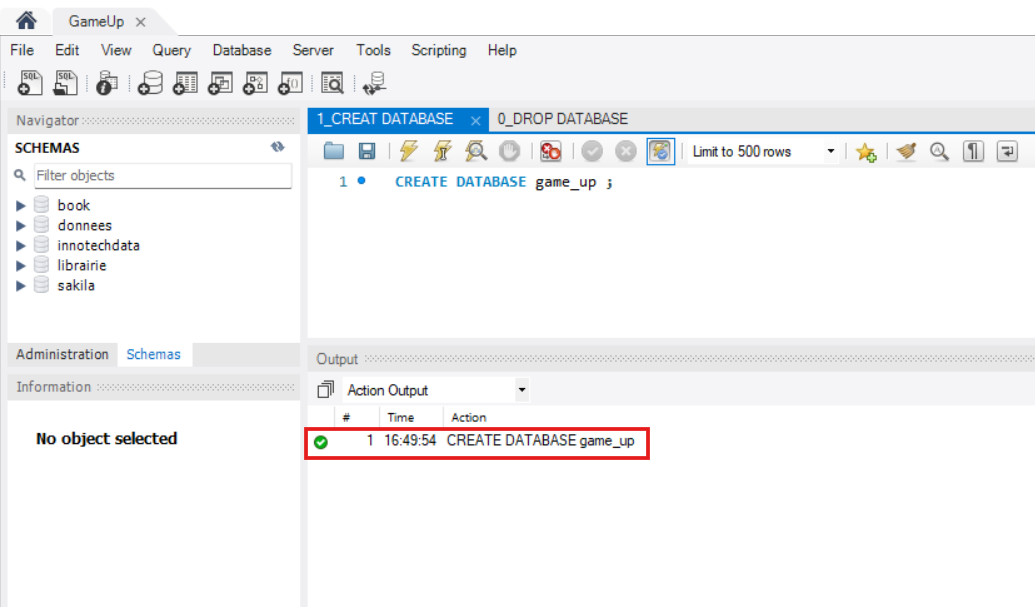 GameUp
File Edit View Query Database Server Tools Scripting Help
SQL SQL
Navigator
SCHEMAS
Filter objects
book
donnees
innotechdata
librairie
sakila
Administration Schemas
Information
No object selected
1_CREAT DATABASE 0_DROP DATABASE
Limit to 500 rows
1 CREATE DATABASE game_up ;
Output
Action Output
# Time Action
1 16:49:54 CREATE DATABASE game_up